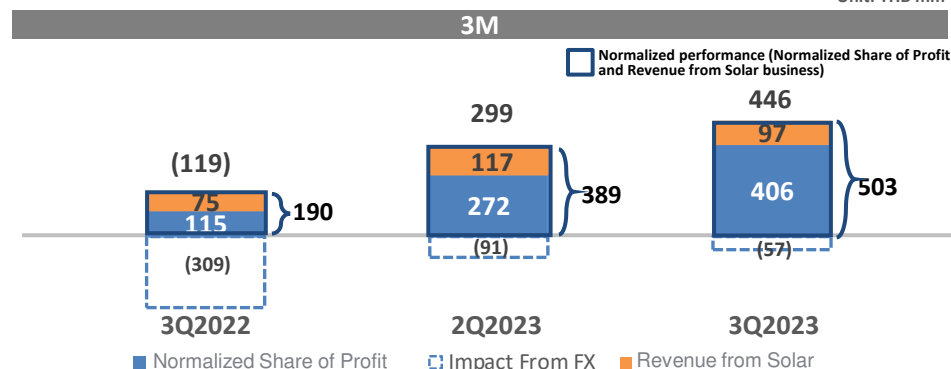 3M
Normalized performance (Normalized Share of Profit
and Revenue from Solar business)
446
299
(119)
97
117
75
406
503
272
389
115
190
(309)
(91)
(57)
3Q2022
2Q2023
3Q2023
Normalized Share of Profit
Impact From FX
Revenue from Solar